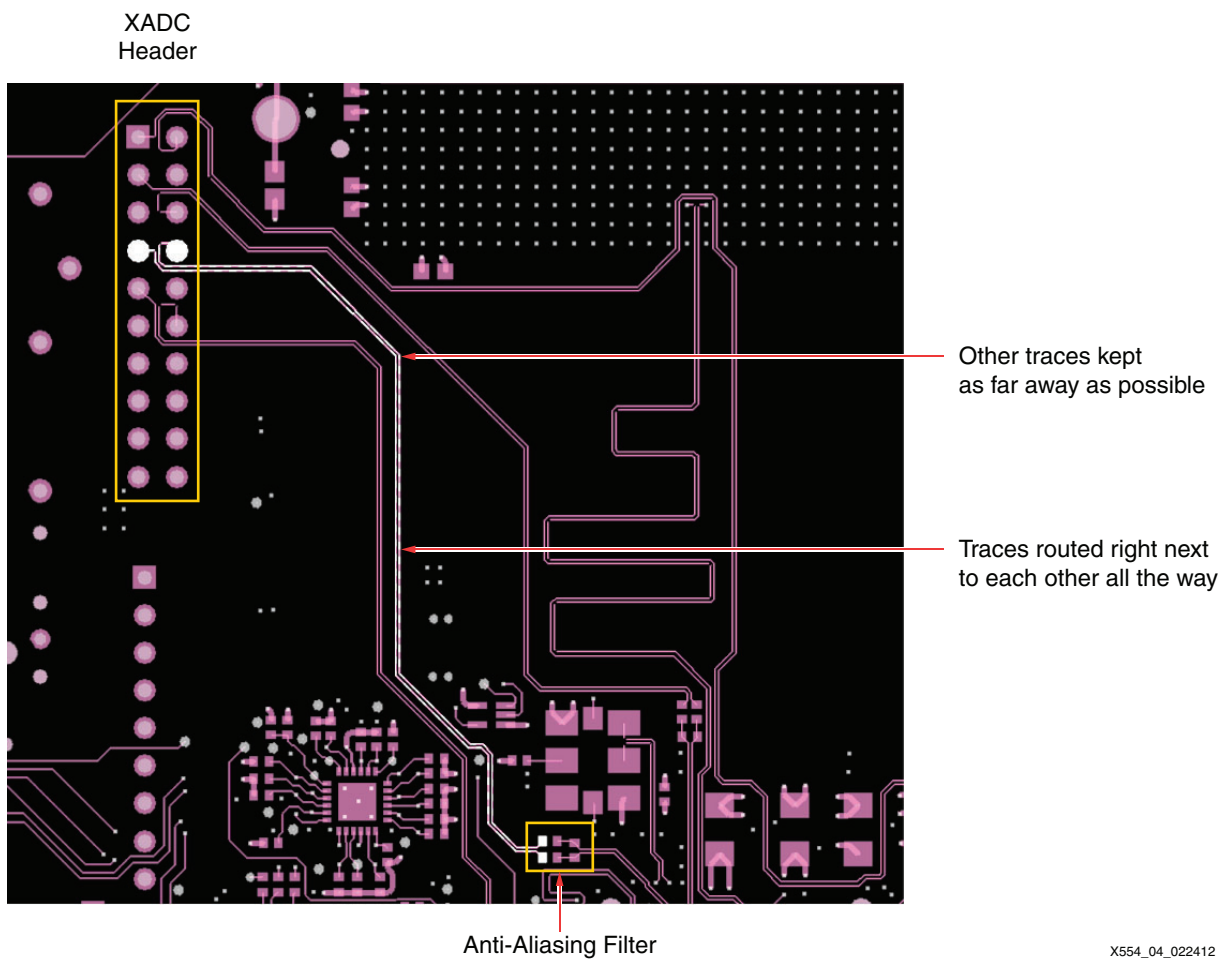 XADC
Header
Other traces kept
as far away as possible
Traces routed right next
to each other all the way
Anti-Aliasing Filter
X554_04_022412